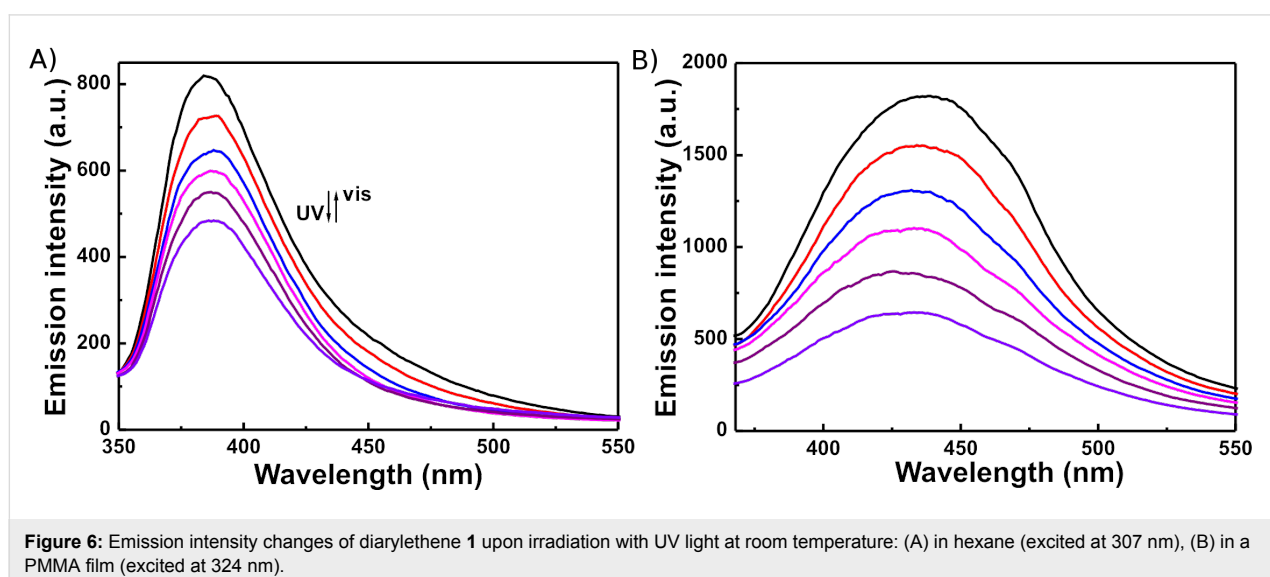 A)
Emission intensity (a.u.)
800
600
400
200
0
UV vis
350 400 450 500 550
Wavelength (nm)
B)
Emission intensity (a.u.)
2000
1500
1000
500
0
400 450 500 550
Wavelength (nm)
Figure 6: Emission intensity changes of diarylethene 1 upon irradiation with UV light at room temperature: (A) in hexane (excited at 307 nm), (B) in a
PMMA film (excited at 324 nm).